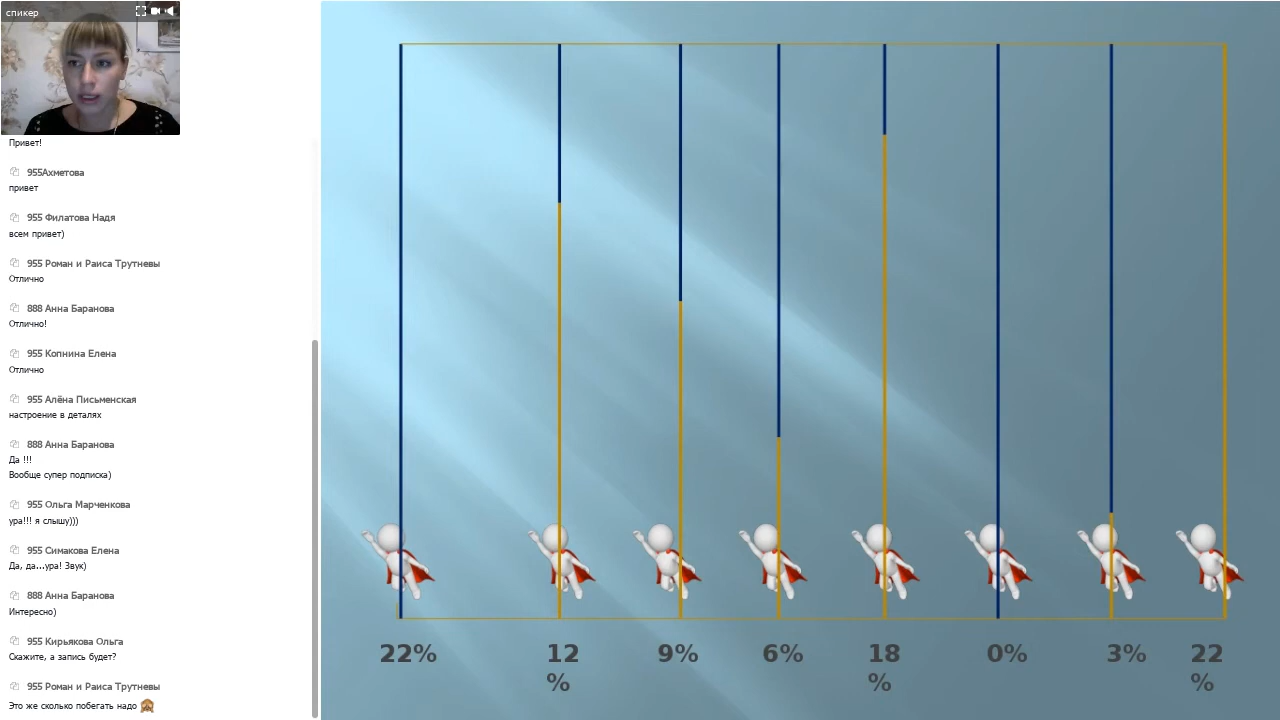 спикер
Привет!
955Ахметова
привет
955 Филатова Надя
всем привет)
955 Роман и Раиса Трутневы
Отлично
888 Анна Баранова
Отлично!
955 Копнина Елена
Отлично
955 Алёна Письменская
настроение в деталях
888 Анна Баранова
Да !!!
Вообще супер подписка)
955 Ольга Марченкова
ура!!! я слышу)))
955 Симакова Елена
Да, да...ура! Звук)
888 Анна Баранова
Интересно)
955 Кирьякова Ольга
Скажите, а запись будет?
955 Роман и Раиса Трутневы
Это же сколько побегать надо
22%
12
%
9%
6%
18
%
0%
3%
22
%